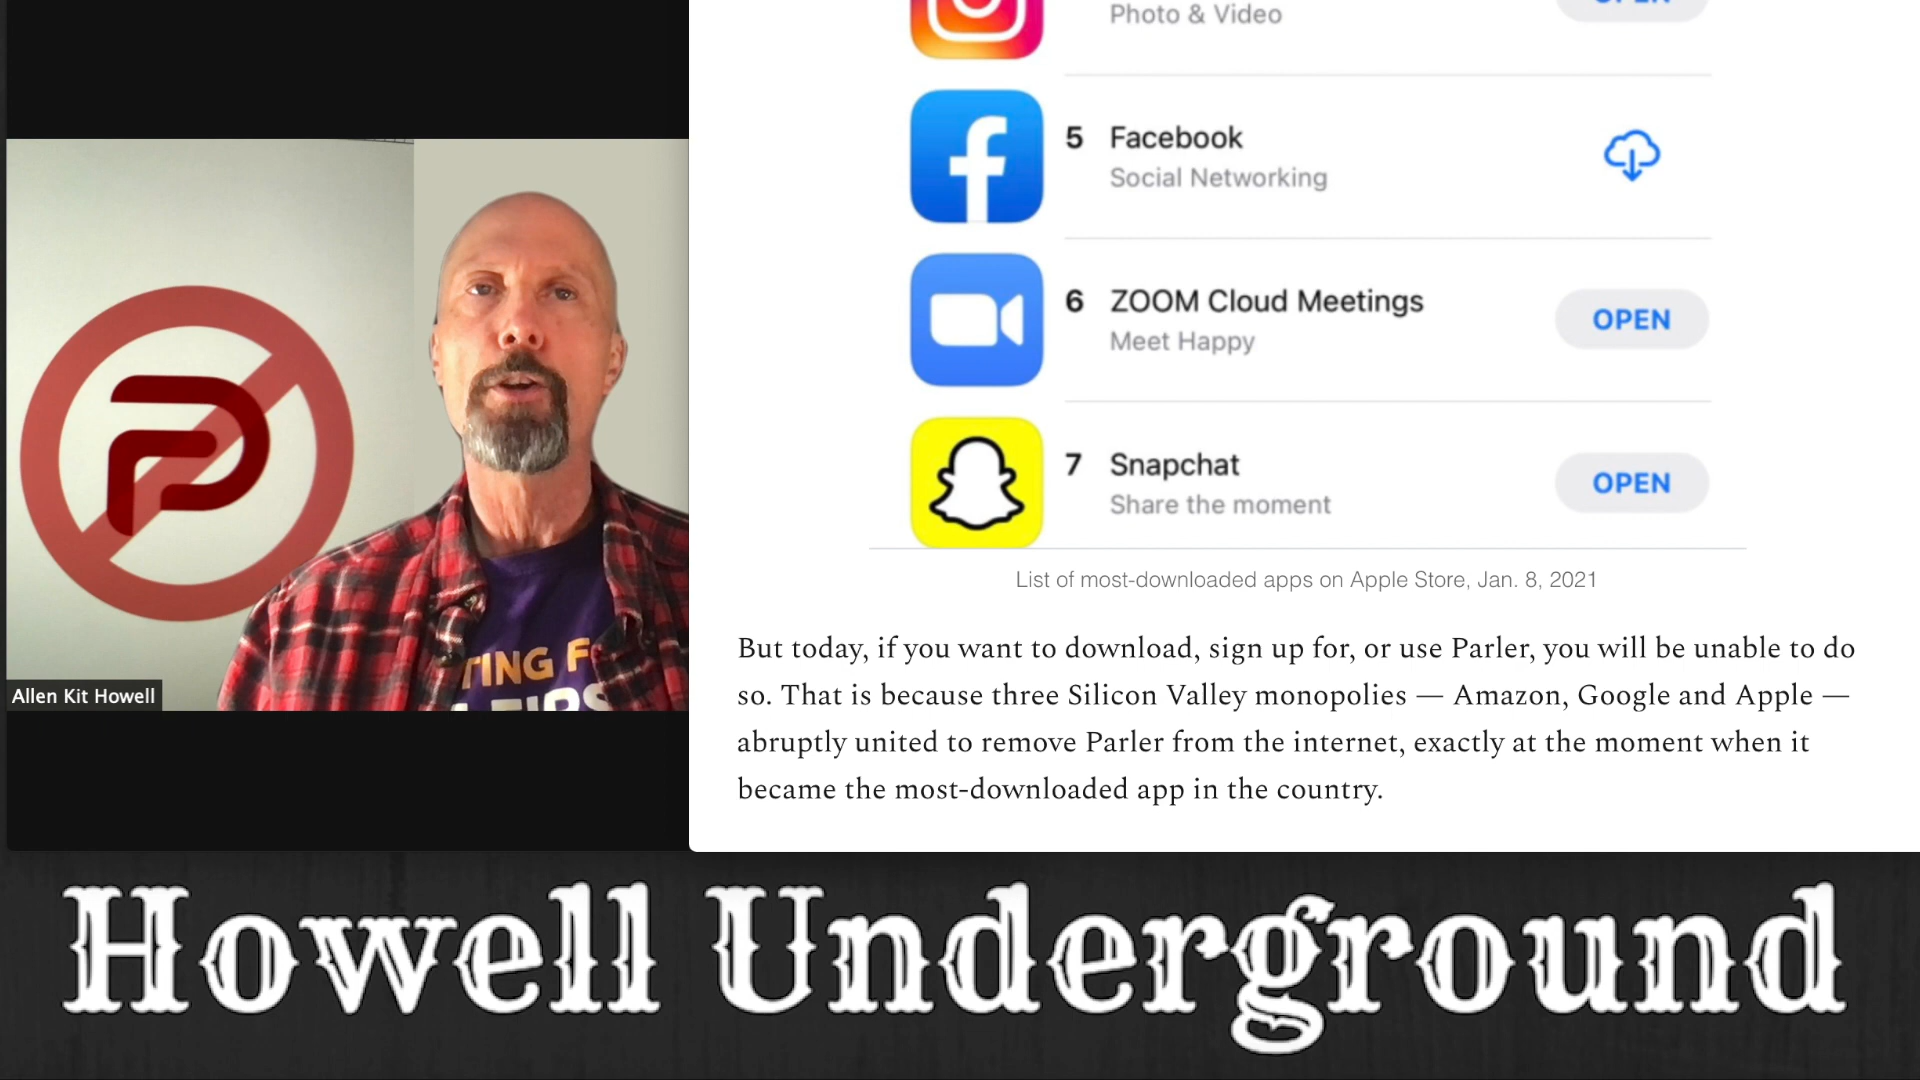 Photo & Video
5 Facebook
Social Networking
6 ZOOM Cloud Meetings
Meet Happy
OPEN
7 Snapchat
Share the moment
OPEN
List of most-downloaded apps on Apple Store, Jan. 8, 2021
But today, if you want to download, sign up for, or use Parler, you will be unable to do
so. That is because three Silicon Valley monopolies — Amazon, Google and Apple —
abruptly united to remove Parler from the internet, exactly at the moment when it
became the most-downloaded app in the country.
TING F
Allen Kit Howell
Howell Underground